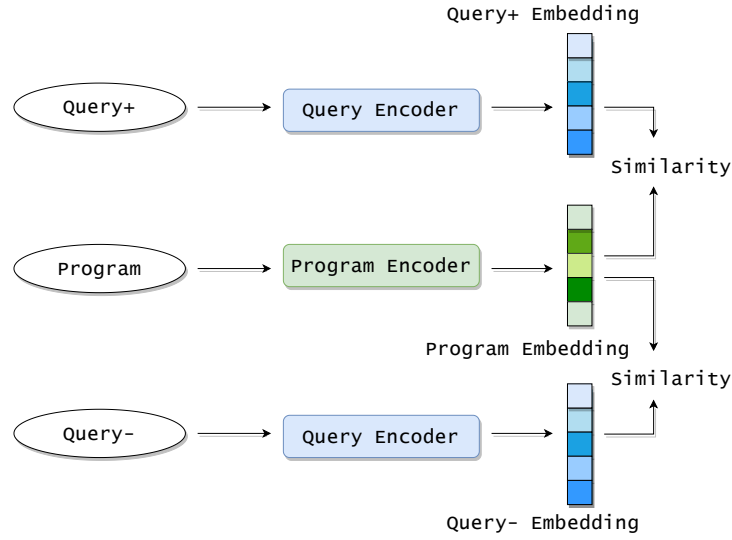 Query+ Embedding
Query+
Query Encoder
Similarity
Program
Program Encoder
Program Embedding
Similarity
Query-
Query Encoder
Query- Embedding